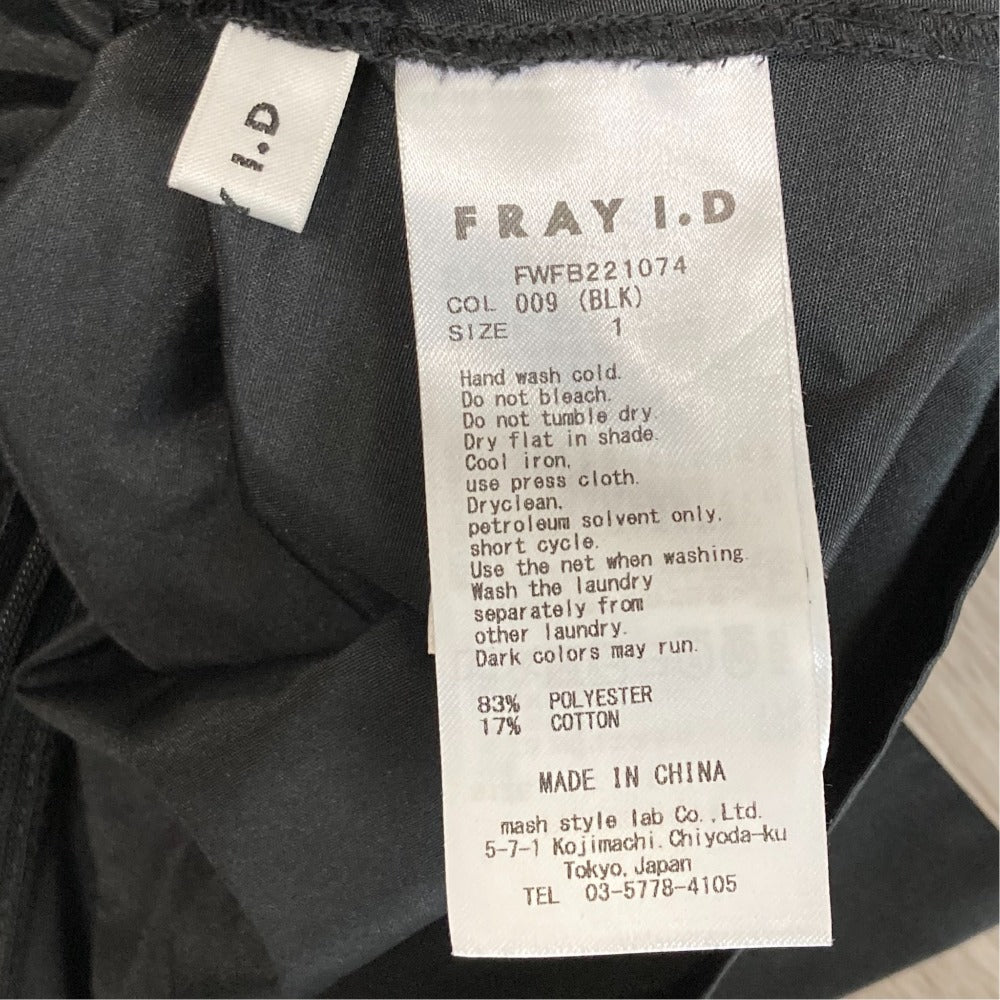 Y I.D
FRAY I.D
FWFB221074
COL 009 (BLK)
SIZE 1
Hand wash cold.
Do not bleach.
Do not tumble dry.
Dry flat in shade.
Cool iron,
use press cloth.
Dryclean,
petroleum solvent only,
short cycle.
Use the net when washing.
Wash the laundry
separately from
other laundry.
Dark colors may run.
83% POLYESTER
17% COTTON
MADE IN CHINA
mash style lab Co.,Ltd.
5-7-1 Kojimachi, Chiyoda-ku
Tokyo, Japan
TEL 03-5778-4105